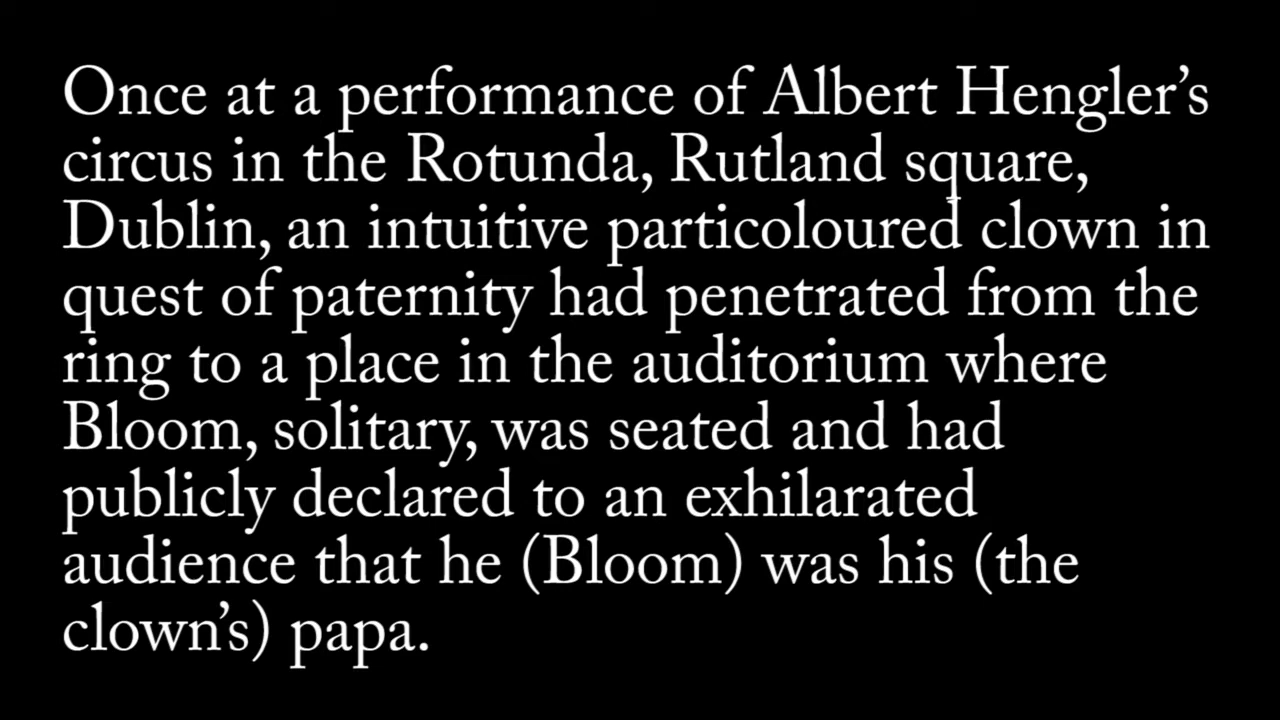 Once at a performance of Albert Hengler’s
circus in the Rotunda, Rutland square,
Dublin, an intuitive particoloured clown in
quest of paternity had penetrated from the
ring to a place in the auditorium where
Bloom, solitary, was seated and had
publicly declared to an exhilarated
audience that he (Bloom) was his (the
clown’s) papa.